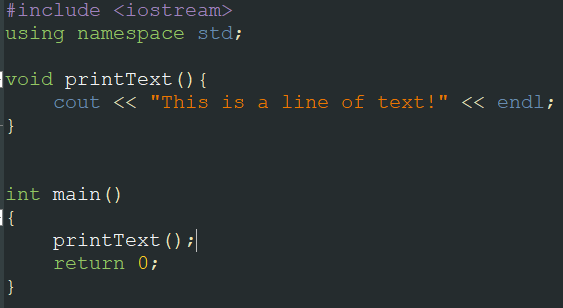 #include <iostream>
using namespace std;
void printText(){
    cout << "This is a line of text!" << endl;
}
int main()
{
    printText();
    return 0;
}